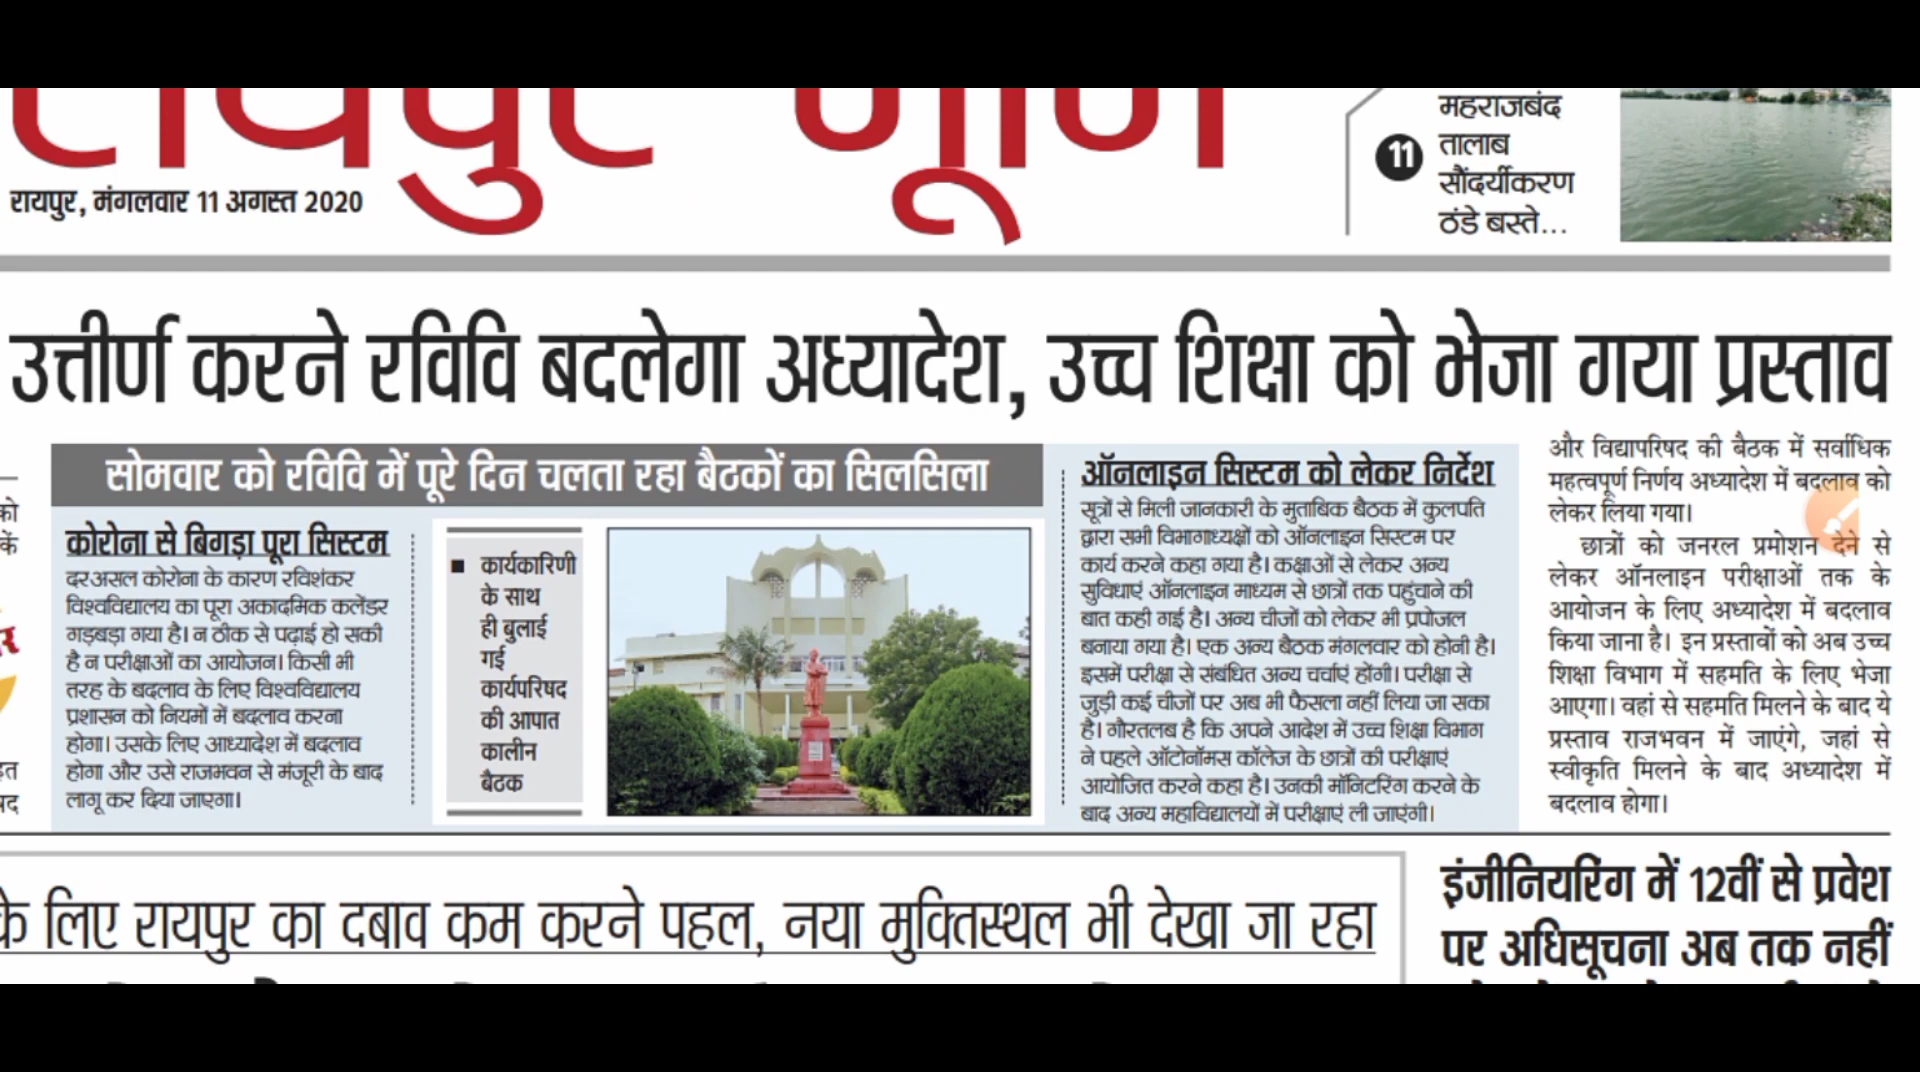 रायपुर
रायपुर, मंगलवार 11 अगस्त 2020
11
महराजबंद
तालाब
सौंदर्यीकरण
ठंडे बस्ते...
उत्तीर्ण करने रविवि बदलेगा अध्यादेश, उच्च शिक्षा को भेजा गया प्रस्ताव
सोमवार को रविवि में पूरे दिन चलता रहा बैठकों का सिलसिला
कोरोना से बिगड़ा पूरा सिस्टम
दरअसल कोरोना के कारण रविशंकर
विश्वविद्यालय का पूरा अकादमिक कलेंडर
गड़बड़ा गया है। न ठीक से पढ़ाई हो सकी
है न परीक्षाओं का आयोजन। किसी भी
तरह के बदलाव के लिए विश्वविद्यालय
प्रशासन को नियमों में बदलाव करना
होगा। उसके लिए आध्यादेश में बदलाव
होगा और उसे राजभवन से मंजूरी के बाद
लागू कर दिया जाएगा।
■ कार्यकारिणी
के साथ
ही बुलाई
गई
कार्यपरिषद
की आपात
कालीन
बैठक
ऑनलाइन सिस्टम को लेकर निर्देश
सूत्रों से मिली जानकारी के मुताबिक बैठक में कुलपति
द्वारा सभी विभागाध्यक्षों को ऑनलाइन सिस्टम पर
कार्य करने कहा गया है। कक्षाओं से लेकर अन्य
सुविधाएं ऑनलाइन माध्यम से छात्रों तक पहुंचाने की
बात कही गई है। अन्य चीजों को लेकर भी प्रपोजल
बनाया गया है। एक अन्य बैठक मंगलवार को होनी है।
इसमें परीक्षा से संबंधित अन्य चर्चाएं होंगी। परीक्षा से
जुड़ी कई चीजों पर अब भी फैसला नहीं लिया जा सका
है। गौरतलब है कि अपने आदेश में उच्च शिक्षा विभाग
ने पहले ऑटोनॉमस कॉलेज के छात्रों की परीक्षाएं
आयोजित करने कहा है। उनकी मॉनिटरिंग करने के
बाद अन्य महाविद्यालयों में परीक्षाएं ली जाएंगी।
और विद्यापरिषद की बैठक में सर्वाधिक
महत्वपूर्ण निर्णय अध्यादेश में बदलाव को
लेकर लिया गया।
छात्रों को जनरल प्रमोशन देने से
लेकर ऑनलाइन परीक्षाओं तक के
आयोजन के लिए अध्यादेश में बदलाव
किया जाना है। इन प्रस्तावों को अब उच्च
शिक्षा विभाग में सहमति के लिए भेजा
आएगा। वहां से सहमति मिलने के बाद ये
प्रस्ताव राजभवन में जाएंगे, जहां से
स्वीकृति मिलने के बाद अध्यादेश में
बदलाव होगा।
के लिए रायपुर का दबाव कम करने पहल, नया मुक्तिस्थल भी देखा जा रहा
इंजीनियरिंग में 12वीं से प्रवेश
पर अधिसूचना अब तक नहीं